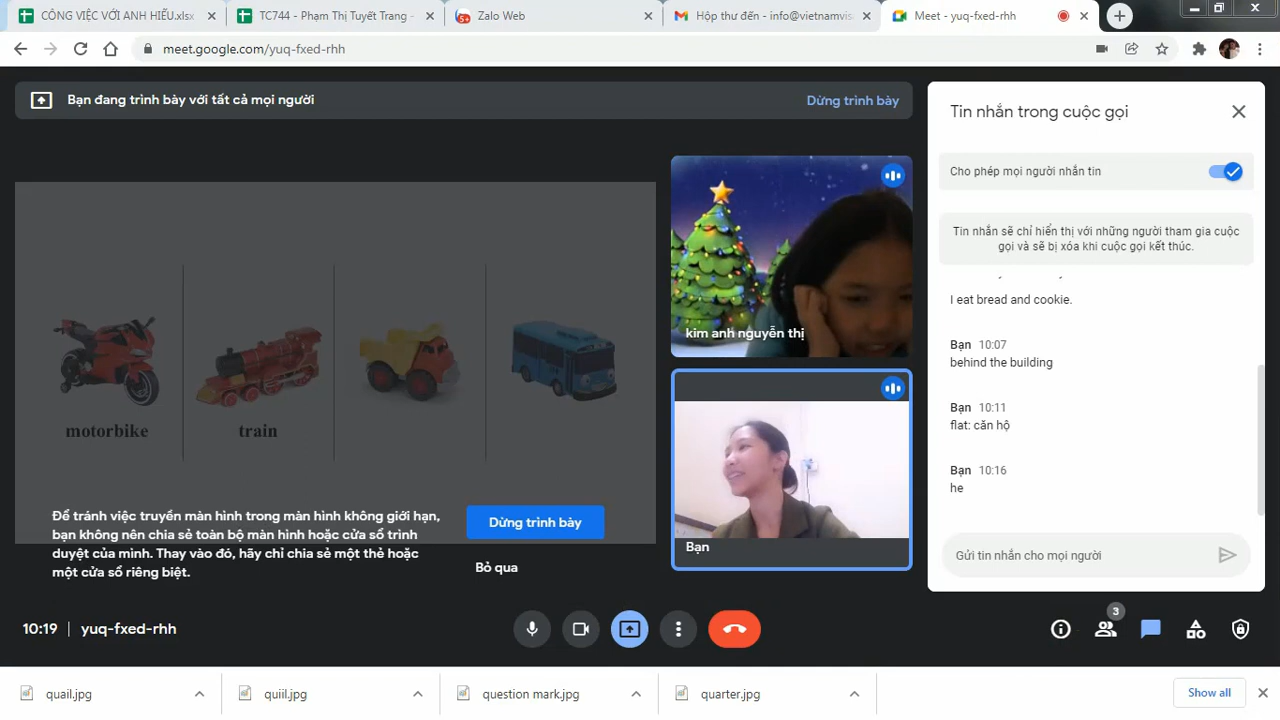 CÔNG VIỆC VỚI ANH HIẾU.xlsx
TC744 - Phạm Thị Tuyết Trang -
Zalo Web
Hộp thư đến - info@vietnamvis
Meet - yuq-fxed-rhh
meet.google.com/yuq-fxed-rhh
Bạn đang trình bày với tất cả mọi người
Dừng trình bày
motorbike
train
Để tránh việc truyền màn hình trong màn hình không giới hạn,
bạn không nên chia sẻ toàn bộ màn hình hoặc cửa sổ trình
duyệt của mình. Thay vào đó, hãy chỉ chia sẻ một thẻ hoặc
một cửa sổ riêng biệt.
Dừng trình bày
Bỏ qua
kim anh nguyễn thị
Bạn
Tin nhắn trong cuộc gọi
Cho phép mọi người nhắn tin
Tin nhắn sẽ chỉ hiển thị với những người tham gia cuộc
gọi và sẽ bị xóa khi cuộc gọi kết thúc.
I eat bread and cookie.
Bạn 10:07
behind the building
Bạn 10:11
flat: căn hộ
Bạn 10:16
he
Gửi tin nhắn cho mọi người
10:19 | yuq-fxed-rhh
3
quail.jpg
quiil.jpg
question mark.jpg
quarter.jpg
Show all